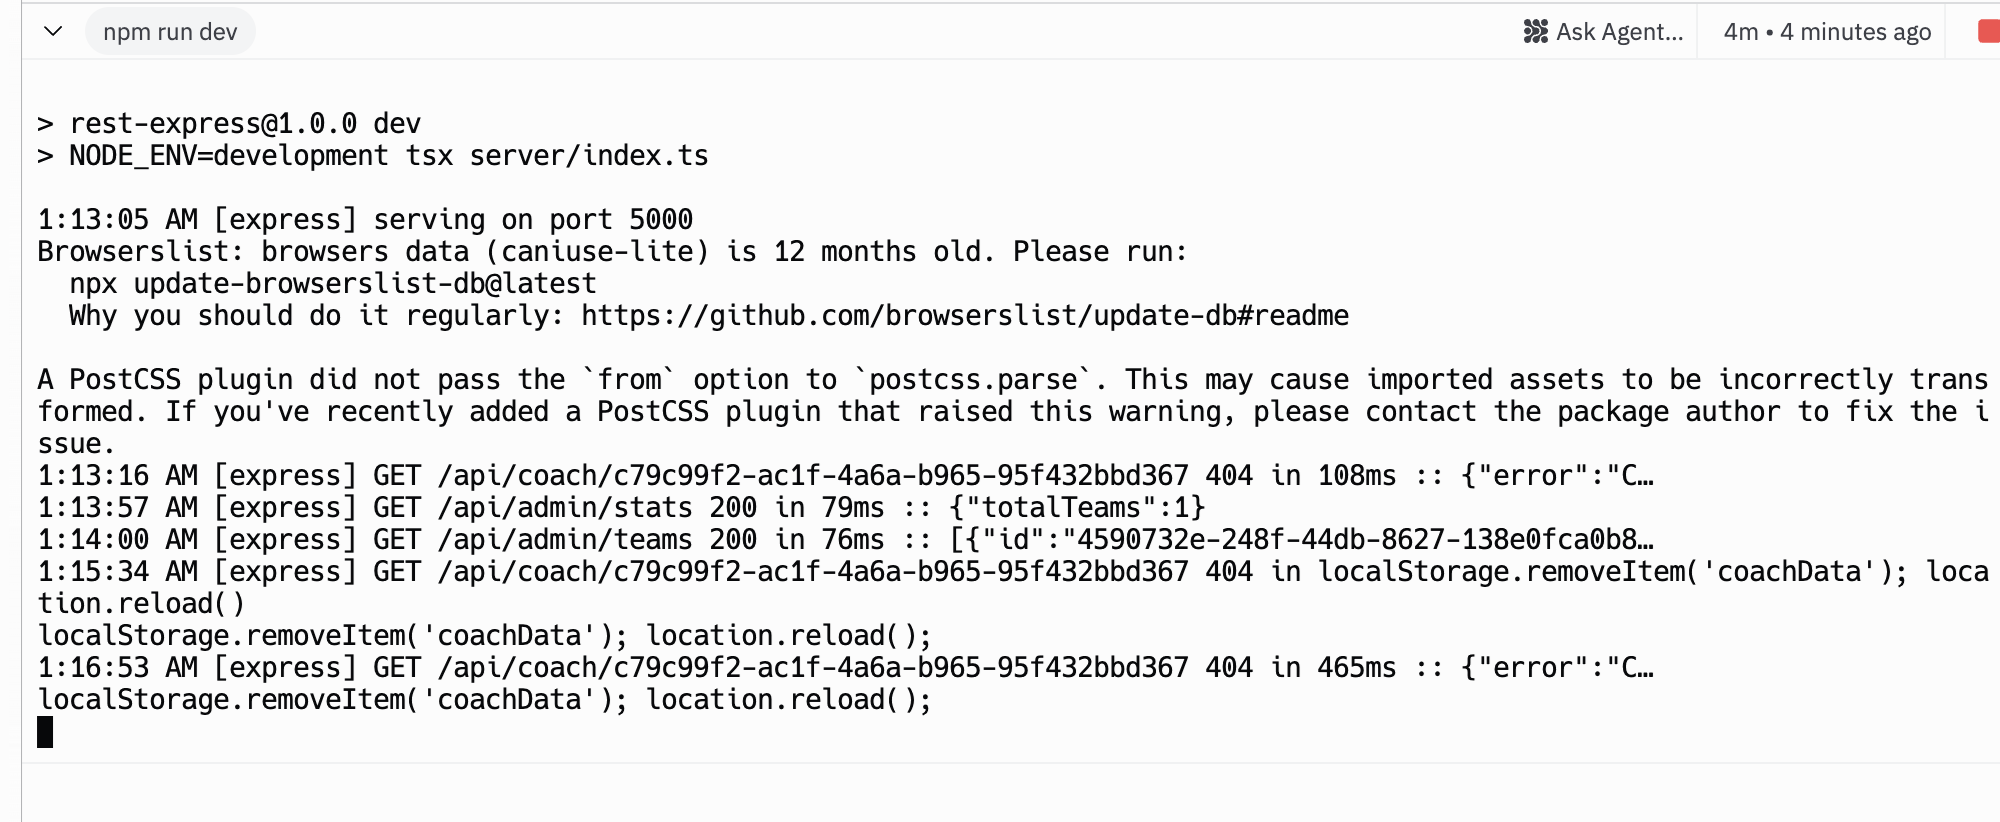 npm run dev
Ask Agent...
4m • 4 minutes ago
> rest-express@1.0.0 dev
> NODE_ENV=development tsx server/index.ts
1:13:05 AM [express] serving on port 5000
Browserslist: browsers data (caniuse-lite) is 12 months old. Please run:
  npx update-browserslist-db@latest
  Why you should do it regularly: https://github.com/browserslist/update-db#readme
A PostCSS plugin did not pass the `from` option to `postcss.parse`. This may cause imported assets to be incorrectly trans
formed. If you've recently added a PostCSS plugin that raised this warning, please contact the package author to fix the i
ssue.
1:13:16 AM [express] GET /api/coach/c79c99f2-ac1f-4a6a-b965-95f432bbd367 404 in 108ms :: {"error":"C…
1:13:57 AM [express] GET /api/admin/stats 200 in 79ms :: {"totalTeams":1}
1:14:00 AM [express] GET /api/admin/teams 200 in 76ms :: [{"id":"4590732e-248f-44db-8627-138e0fca0b8…
1:15:34 AM [express] GET /api/coach/c79c99f2-ac1f-4a6a-b965-95f432bbd367 404 in localStorage.removeItem('coachData'); loca
tion.reload()
localStorage.removeItem('coachData'); location.reload();
1:16:53 AM [express] GET /api/coach/c79c99f2-ac1f-4a6a-b965-95f432bbd367 404 in 465ms :: {"error":"C…
localStorage.removeItem('coachData'); location.reload();